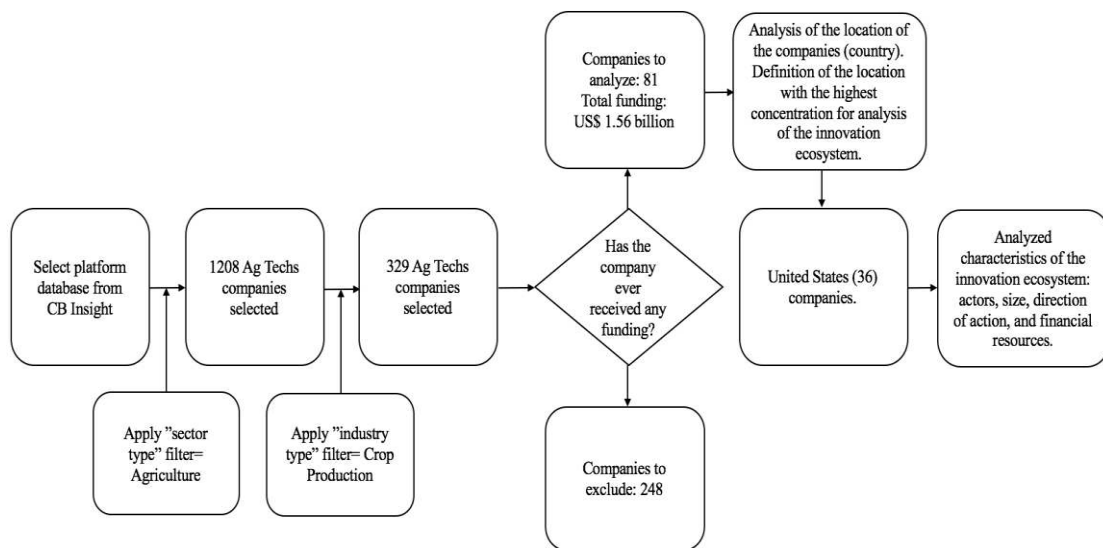 Select platform
database from
CB Insight
Apply ”sector
type” filter=
Agriculture
1208 Ag Techs
companies
selected
Apply ”industry
type” filter= Crop
Production
329 Ag Techs
companies
selected
Has the
company
ever
received any
funding?
Companies to
analyze: 81
Total funding:
US$ 1.56 billion
Companies to
exclude: 248
Analysis of the location of
the companies (country).
Definition of the location
with the highest
concentration for analysis
of the innovation
ecosystem.
United States (36)
companies.
Analyzed
characteristics of the
innovation ecosystem:
actors, size, direction
of action, and financial
resources.